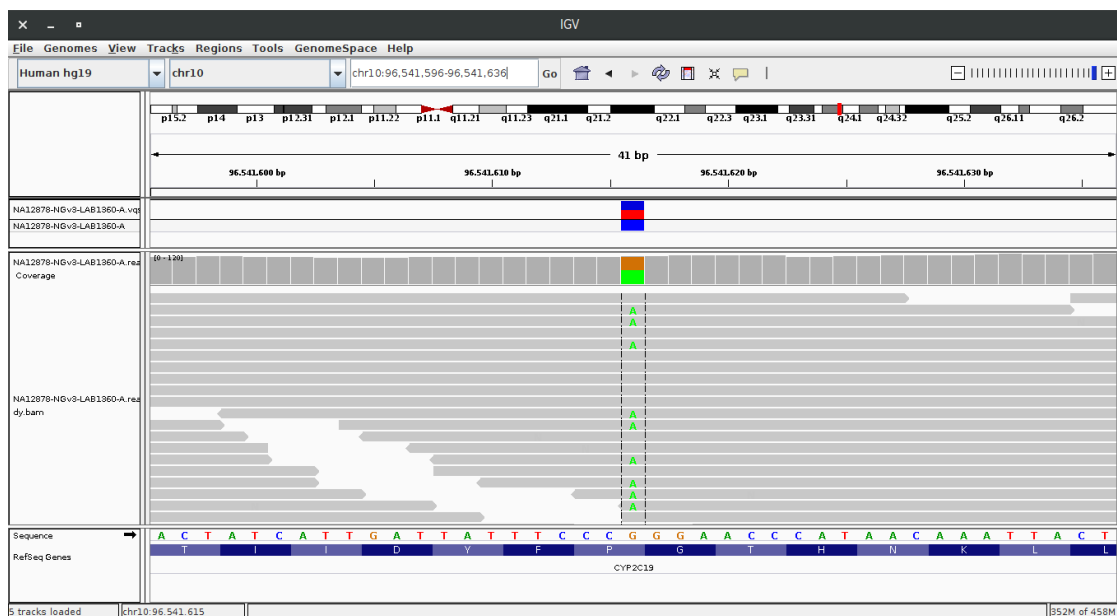 IGV
File Genomes View Tracks Regions Tools GenomeSpace Help
Human hg19 chr10 chr10:96,541,596-96,541,636 Go
p15.2 p14 p13 p12.31 p12.1 p11.22 p11.1 q11.21 q11.23 q21.1 q21.2 q22.1 q22.3 q23.1 q23.31 q24.1 q24.32 q25.2 q26.11 q26.2
41 bp
96.541.600 bp 96.541.610 bp 96.541.620 bp 96.541.630 bp
NA12878-NGv3-LAB1360-A.vqs
NA12878-NGv3-LAB1360-A
NA12878-NGv3-LAB1360-A.rea [0 - 120]
Coverage
A
A
A
NA12878-NGv3-LAB1360-A.rea
dy.bam
A
A
A
A
A
A
Sequence A C T A T C A T T G A T T A T T T C C C G G G A A C C C A T A A C A A A T T A C T
RefSeq Genes T I I D Y F P G T H N K L L
CYP2C19
5 tracks loaded chr10:96.541.615 352M of 458M